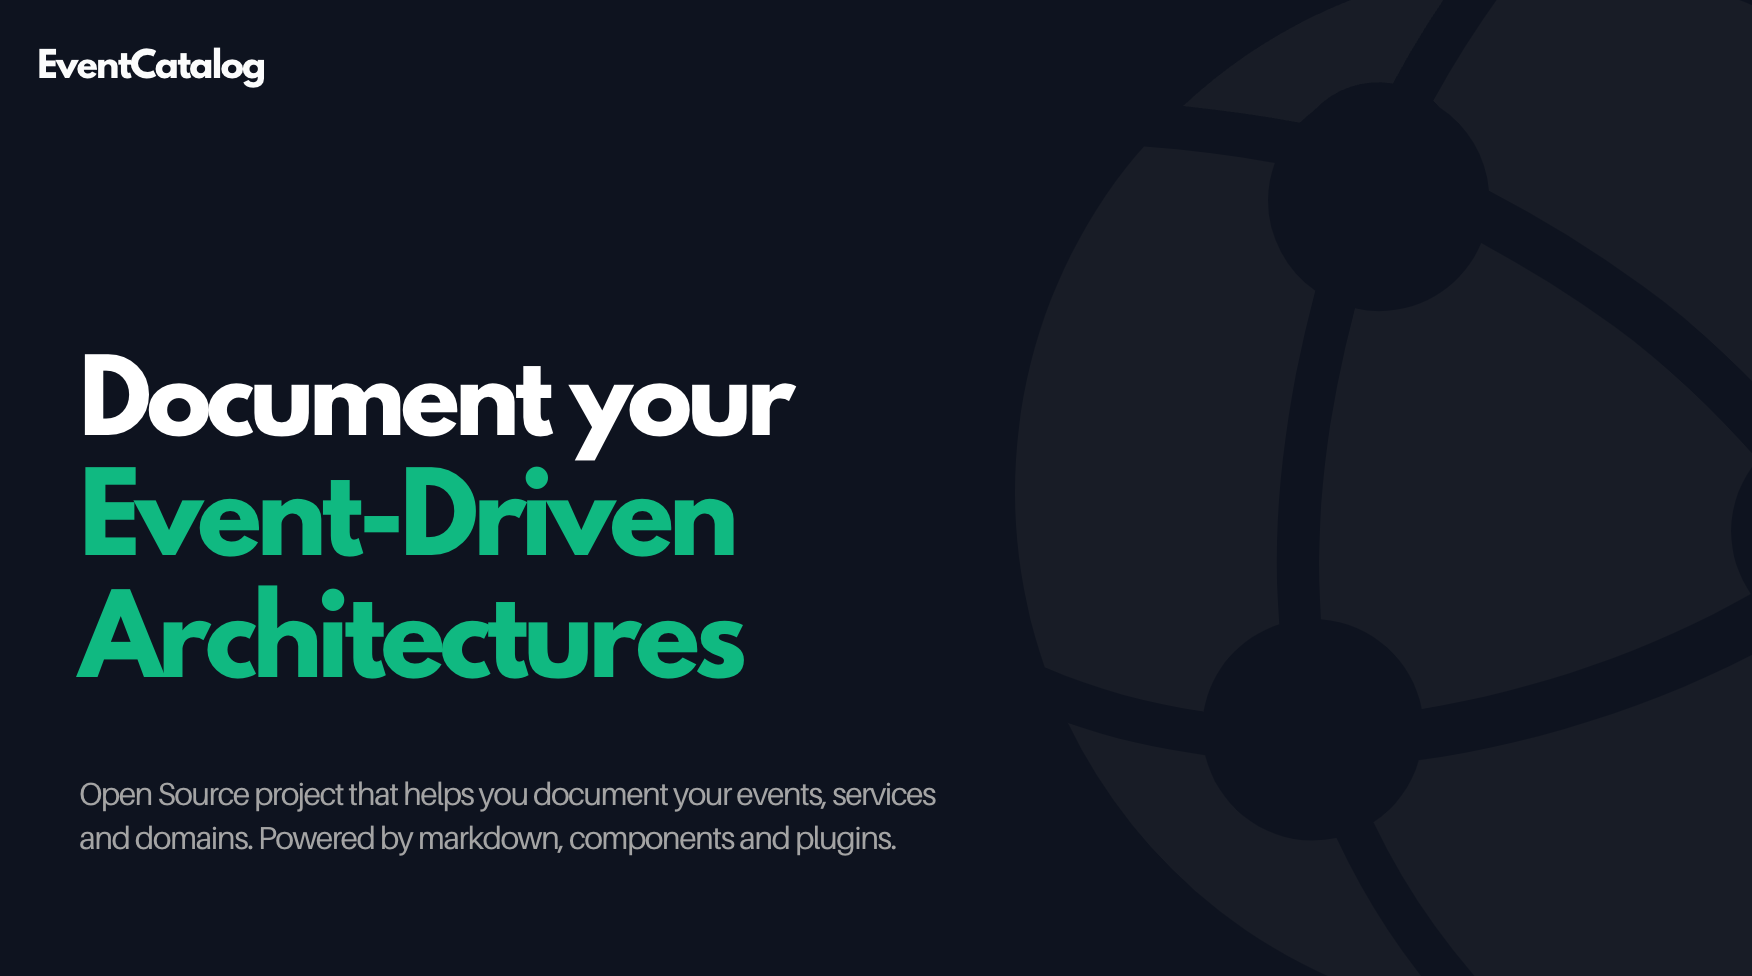 EventCatalog
Document your
Event-Driven
Architectures
Open Source project that helps you document your events, services
and domains. Powered by markdown, components and plugins.